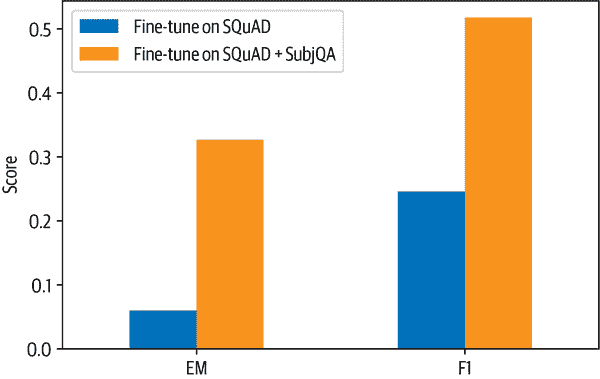 Fine-tune on SQuAD
Fine-tune on SQuAD + SubjQA
0.5
0.4
0.3
0.2
0.1
0.0
Score
EM F1